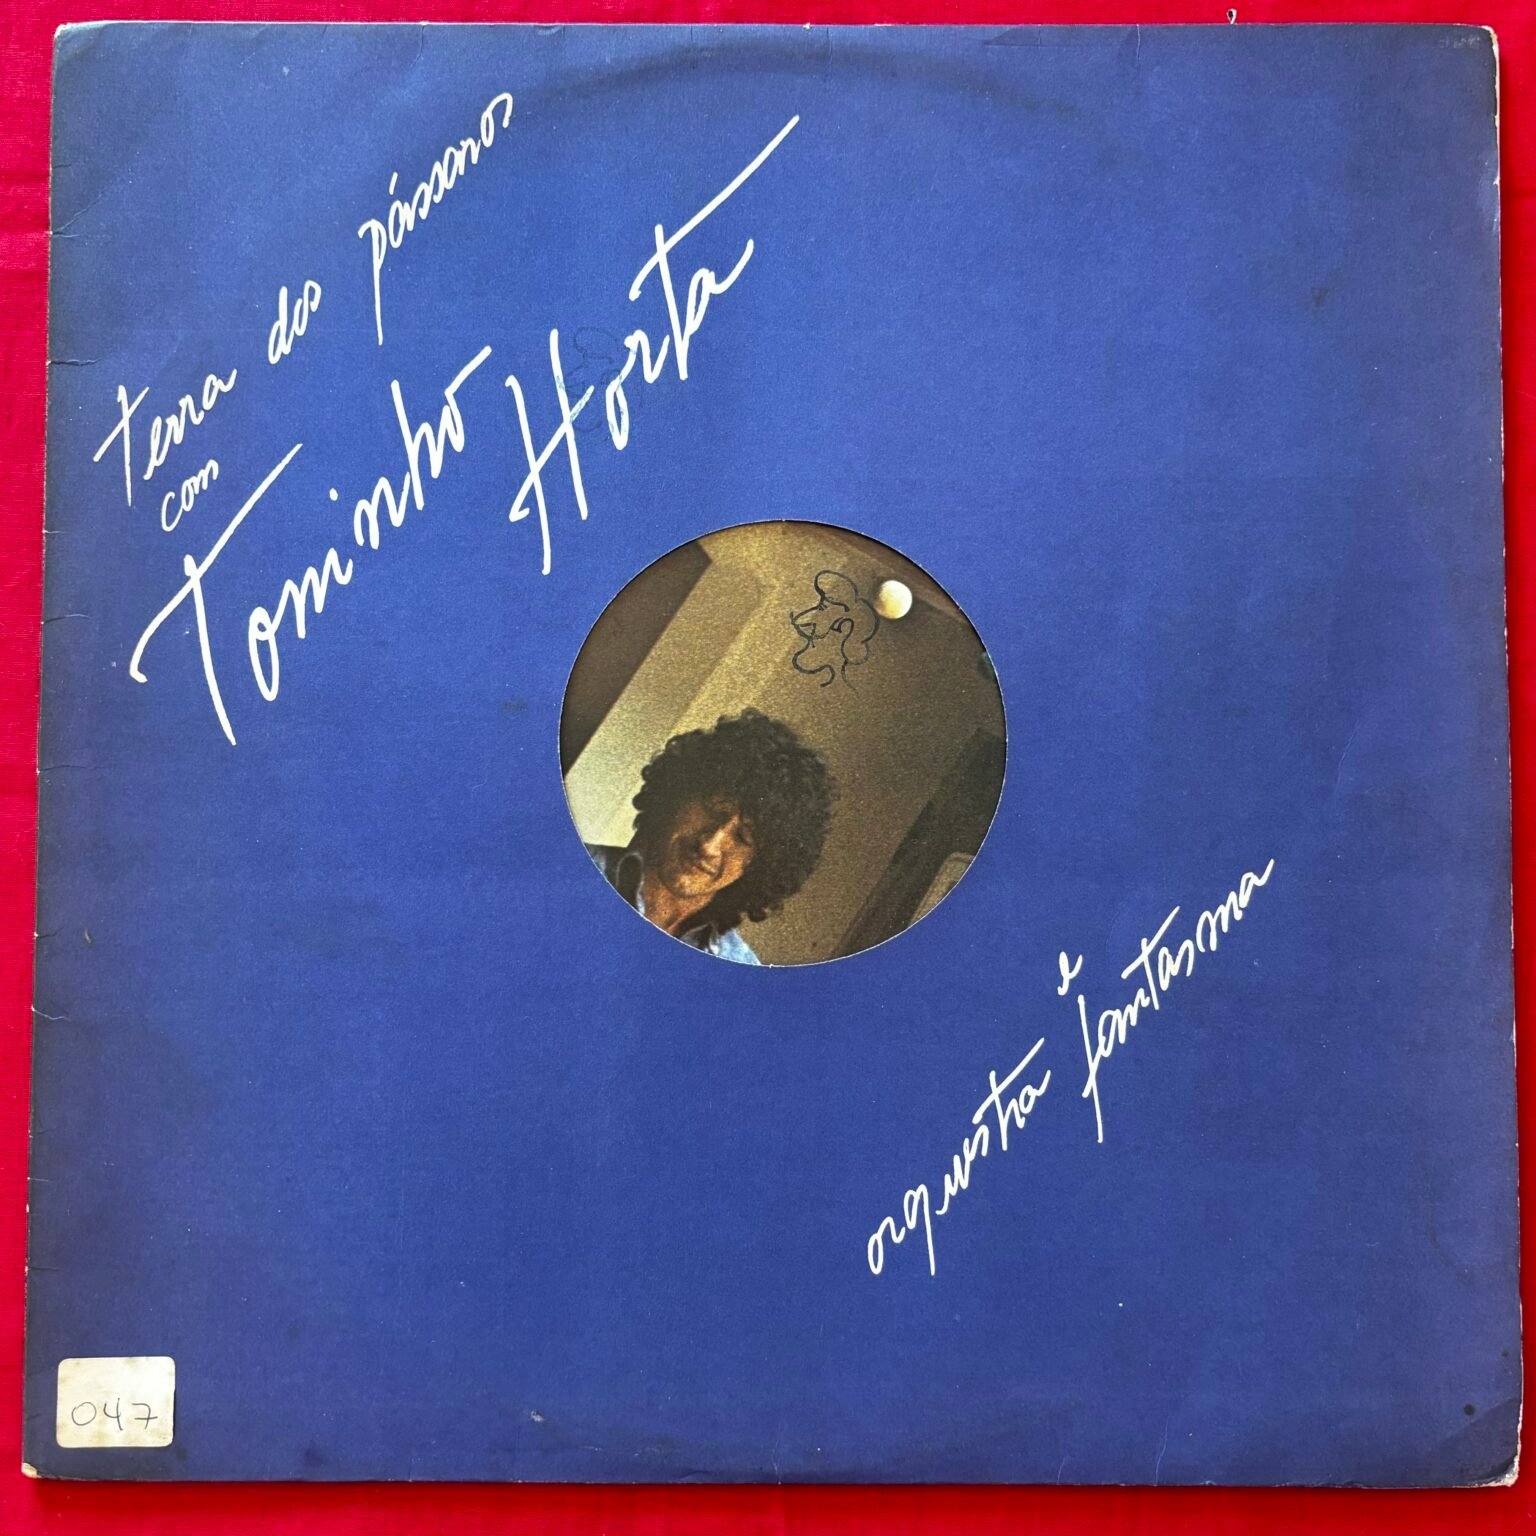 terra dos pássaros
com
Toninho Horta
e
orquestra fantasma
047